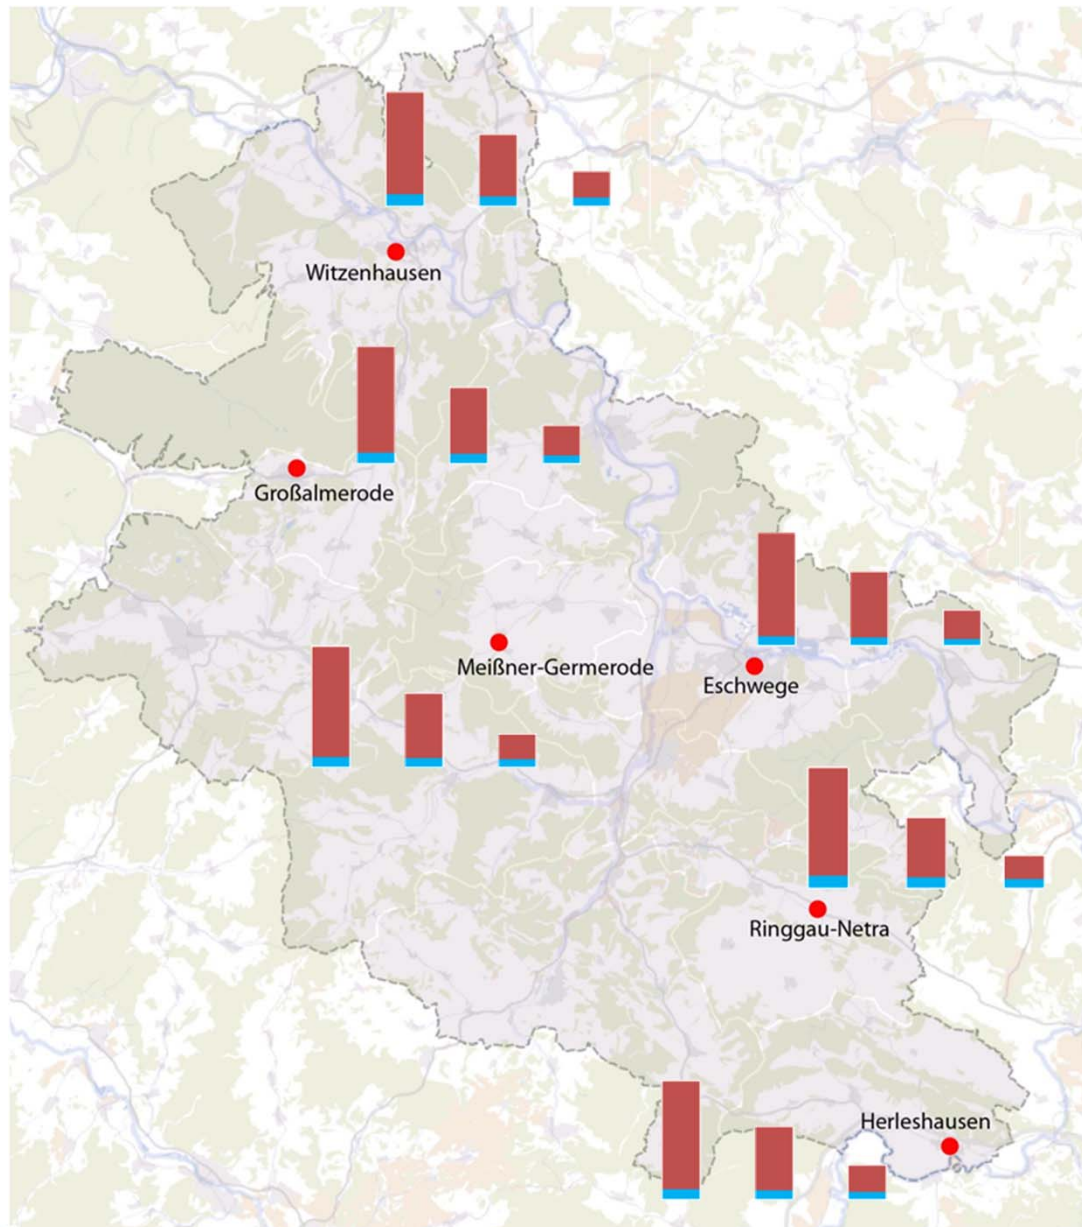 Witzenhausen
Großalmerode
Meißner-Germerode
Eschwege
Ringgau-Netra
Herleshausen